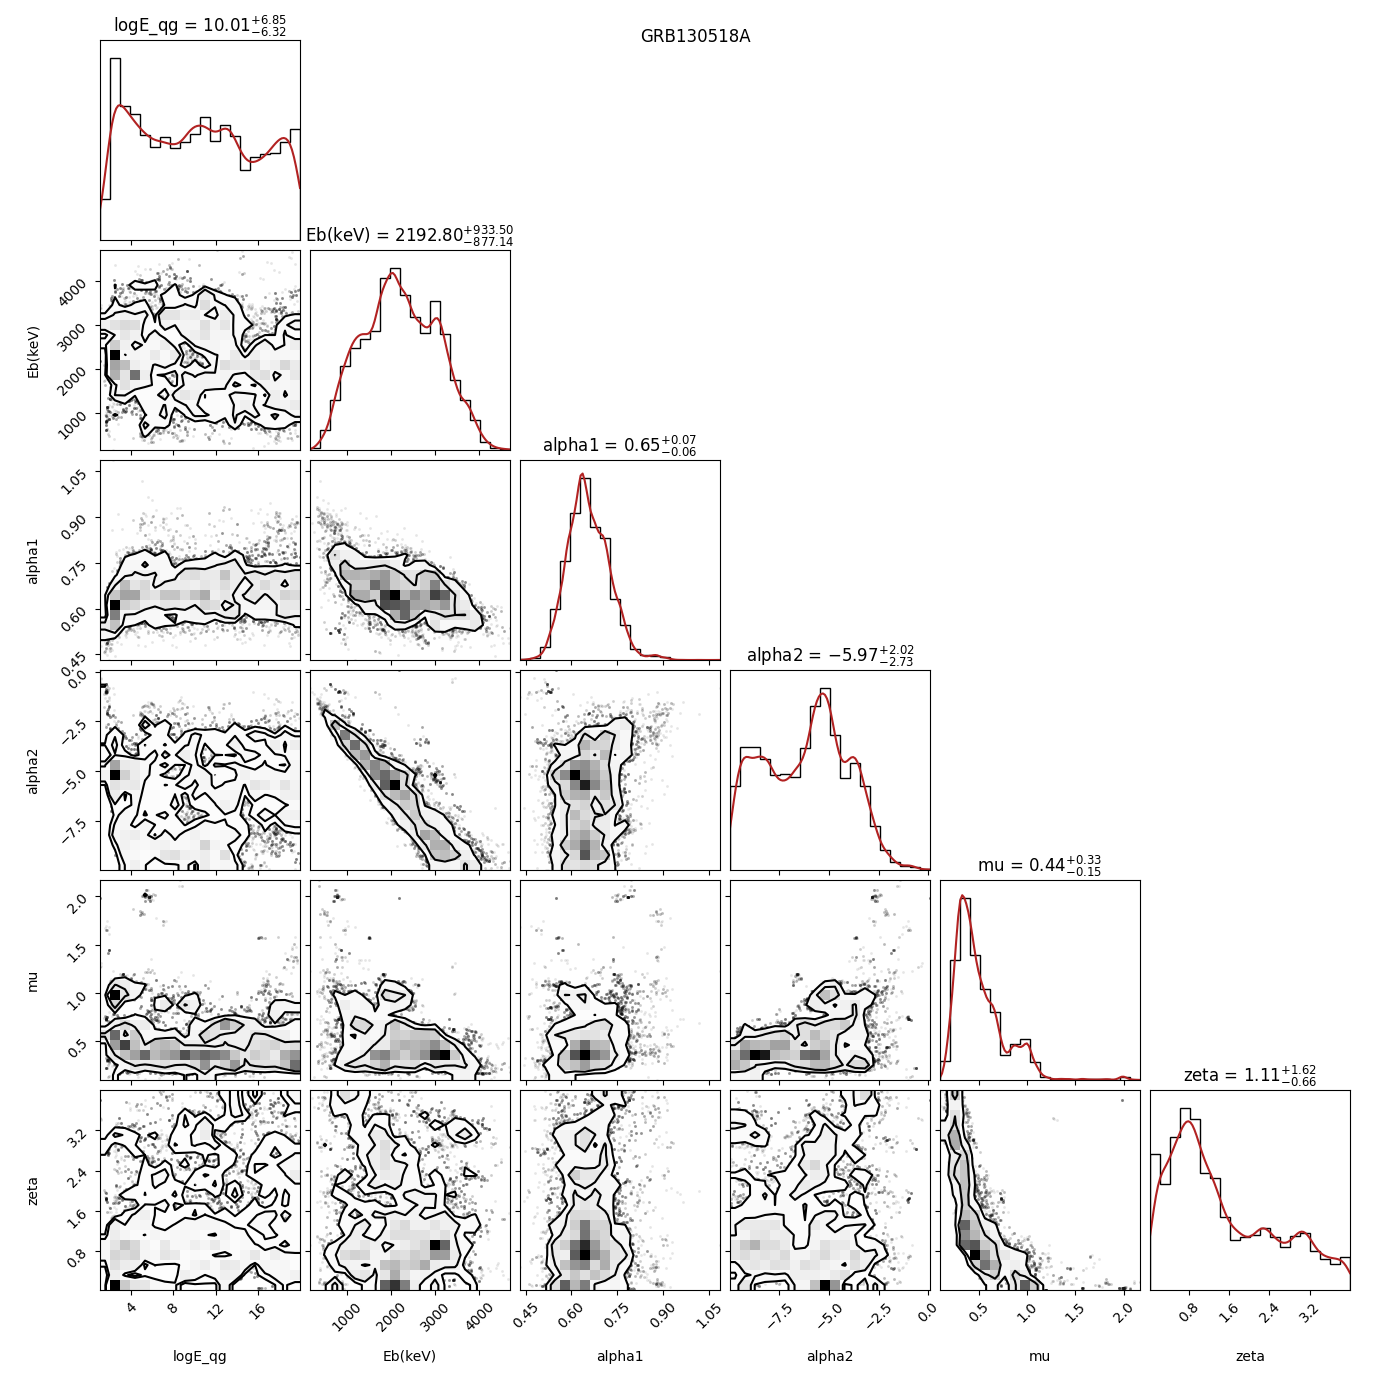 GRB130518A
logE_qg = 10.01+6.85−6.32
Eb(keV) = 2192.80+933.50−877.14
Eb(keV)
4000
3000
2000
1000
alpha1 = 0.65+0.07−0.06
alpha1
1.05
0.90
0.75
0.60
0.45
alpha2 = −5.97+2.02−2.73
alpha2
0.0
−2.5
−5.0
−7.5
mu = 0.44+0.33−0.15
mu
2.0
1.5
1.0
0.5
zeta = 1.11+1.62−0.66
zeta
3.2
2.4
1.6
0.8
4 8 12 16
1000 2000 3000 4000
0.45 0.60 0.75 0.90 1.05
−7.5 −5.0 −2.5 0.0
0.5 1.0 1.5 2.0
0.8 1.6 2.4 3.2
logE_qg Eb(keV) alpha1 alpha2 mu zeta